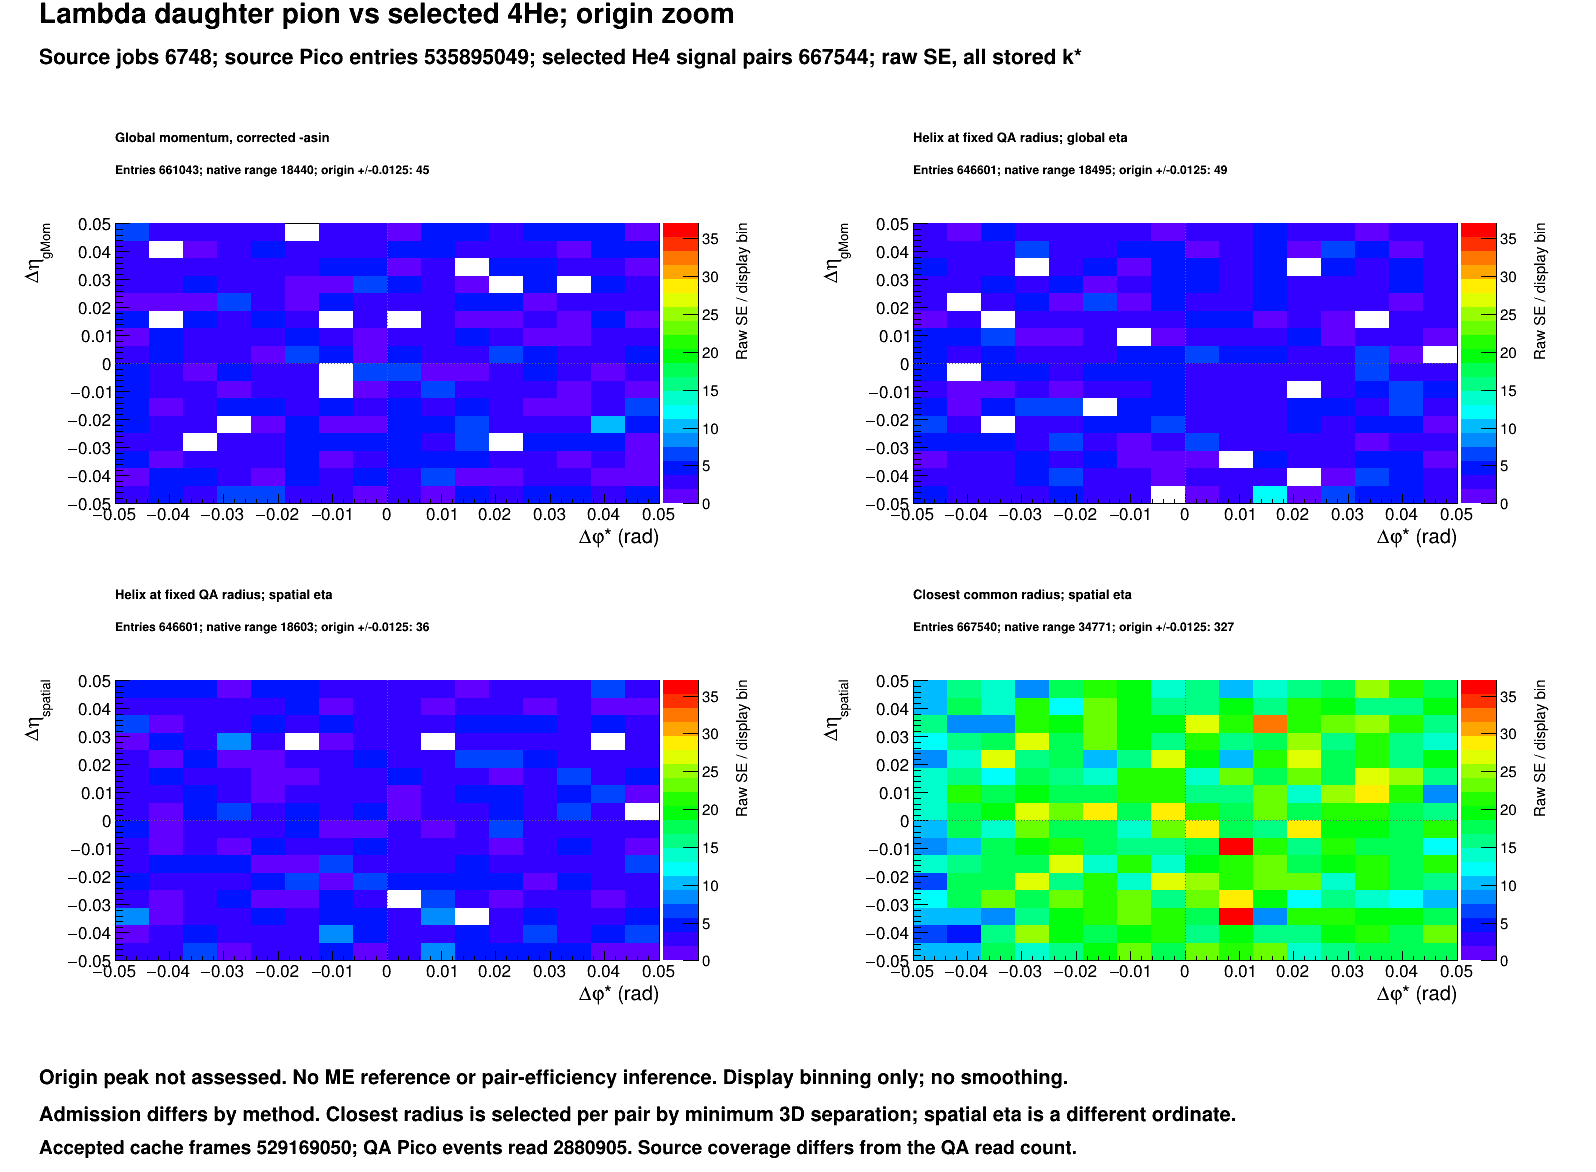 Lambda daughter pion vs selected 4He; origin zoom
Source jobs 6748; source Pico entries 535895049; selected He4 signal pairs 667544; raw SE, all stored k*
Global momentum, corrected -asin
Entries 661043; native range 18440; origin +/-0.0125: 45
Δη_gMom
0.05
0.04
0.03
0.02
0.01
0
−0.01
−0.02
−0.03
−0.04
−0.05
−0.05 −0.04 −0.03 −0.02 −0.01 0 0.01 0.02 0.03 0.04 0.05
Δφ* (rad)
35
30
25
20
15
10
5
0
Raw SE / display bin
Helix at fixed QA radius; global eta
Entries 646601; native range 18495; origin +/-0.0125: 49
Δη_gMom
0.05
0.04
0.03
0.02
0.01
0
−0.01
−0.02
−0.03
−0.04
−0.05
−0.05 −0.04 −0.03 −0.02 −0.01 0 0.01 0.02 0.03 0.04 0.05
Δφ* (rad)
35
30
25
20
15
10
5
0
Raw SE / display bin
Helix at fixed QA radius; spatial eta
Entries 646601; native range 18603; origin +/-0.0125: 36
Δη_spatial
0.05
0.04
0.03
0.02
0.01
0
−0.01
−0.02
−0.03
−0.04
−0.05
−0.05 −0.04 −0.03 −0.02 −0.01 0 0.01 0.02 0.03 0.04 0.05
Δφ* (rad)
35
30
25
20
15
10
5
0
Raw SE / display bin
Closest common radius; spatial eta
Entries 667540; native range 34771; origin +/-0.0125: 327
Δη_spatial
0.05
0.04
0.03
0.02
0.01
0
−0.01
−0.02
−0.03
−0.04
−0.05
−0.05 −0.04 −0.03 −0.02 −0.01 0 0.01 0.02 0.03 0.04 0.05
Δφ* (rad)
35
30
25
20
15
10
5
0
Raw SE / display bin
Origin peak not assessed. No ME reference or pair-efficiency inference. Display binning only; no smoothing.
Admission differs by method. Closest radius is selected per pair by minimum 3D separation; spatial eta is a different ordinate.
Accepted cache frames 529169050; QA Pico events read 2880905. Source coverage differs from the QA read count.